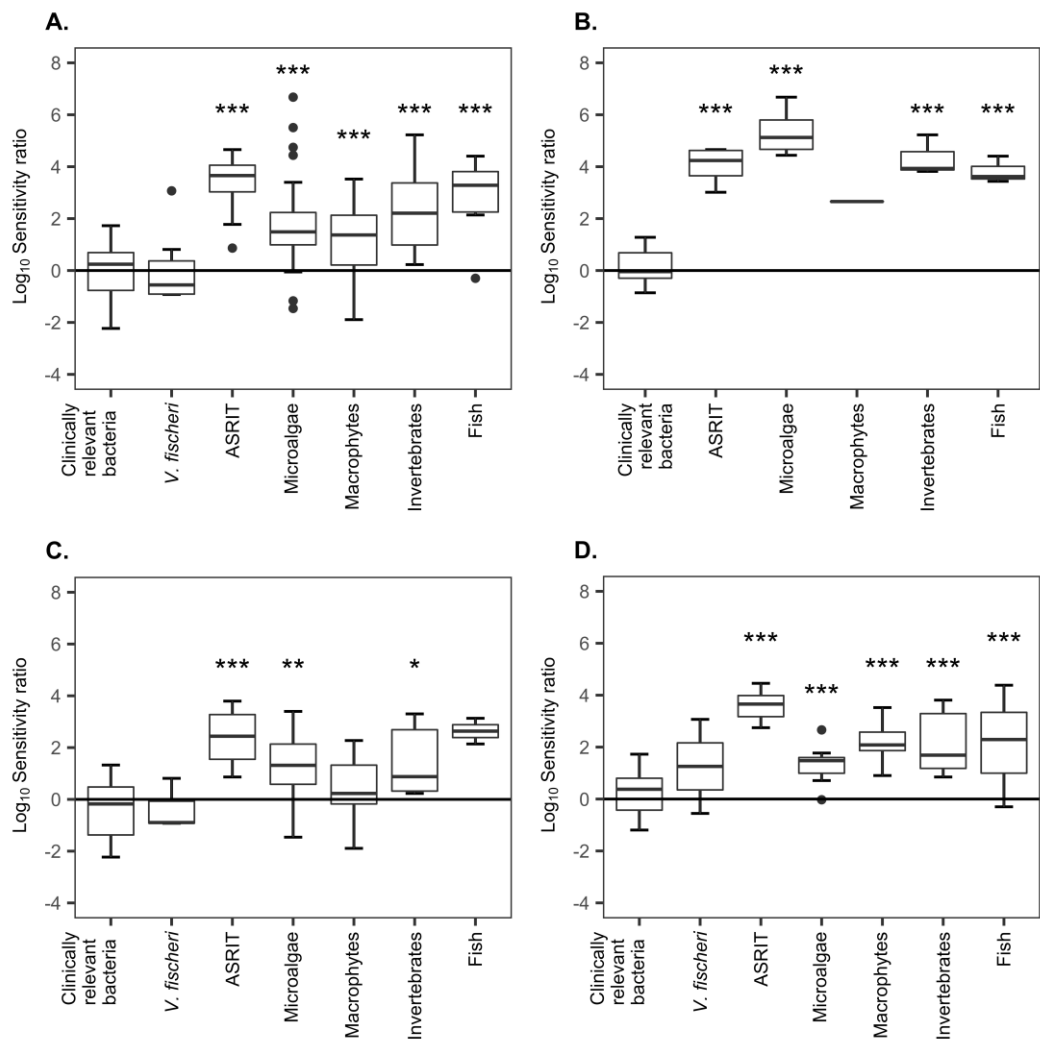 A.
8
6
4
2
0
-2
-4
Log10 Sensitivity ratio
***
***
***
***
***
Clinically
relevant
bacteria
V. fischeri
ASRIT
Microalgae
Macrophytes
Invertebrates
Fish
B.
8
6
4
2
0
-2
-4
Log10 Sensitivity ratio
***
***
***
***
Clinically
relevant
bacteria
ASRIT
Microalgae
Macrophytes
Invertebrates
Fish
C.
8
6
4
2
0
-2
-4
Log10 Sensitivity ratio
***
**
*
Clinically
relevant
bacteria
V. fischeri
ASRIT
Microalgae
Macrophytes
Invertebrates
Fish
D.
8
6
4
2
0
-2
-4
Log10 Sensitivity ratio
***
***
***
***
***
Clinically
relevant
bacteria
V. fischeri
ASRIT
Microalgae
Macrophytes
Invertebrates
Fish